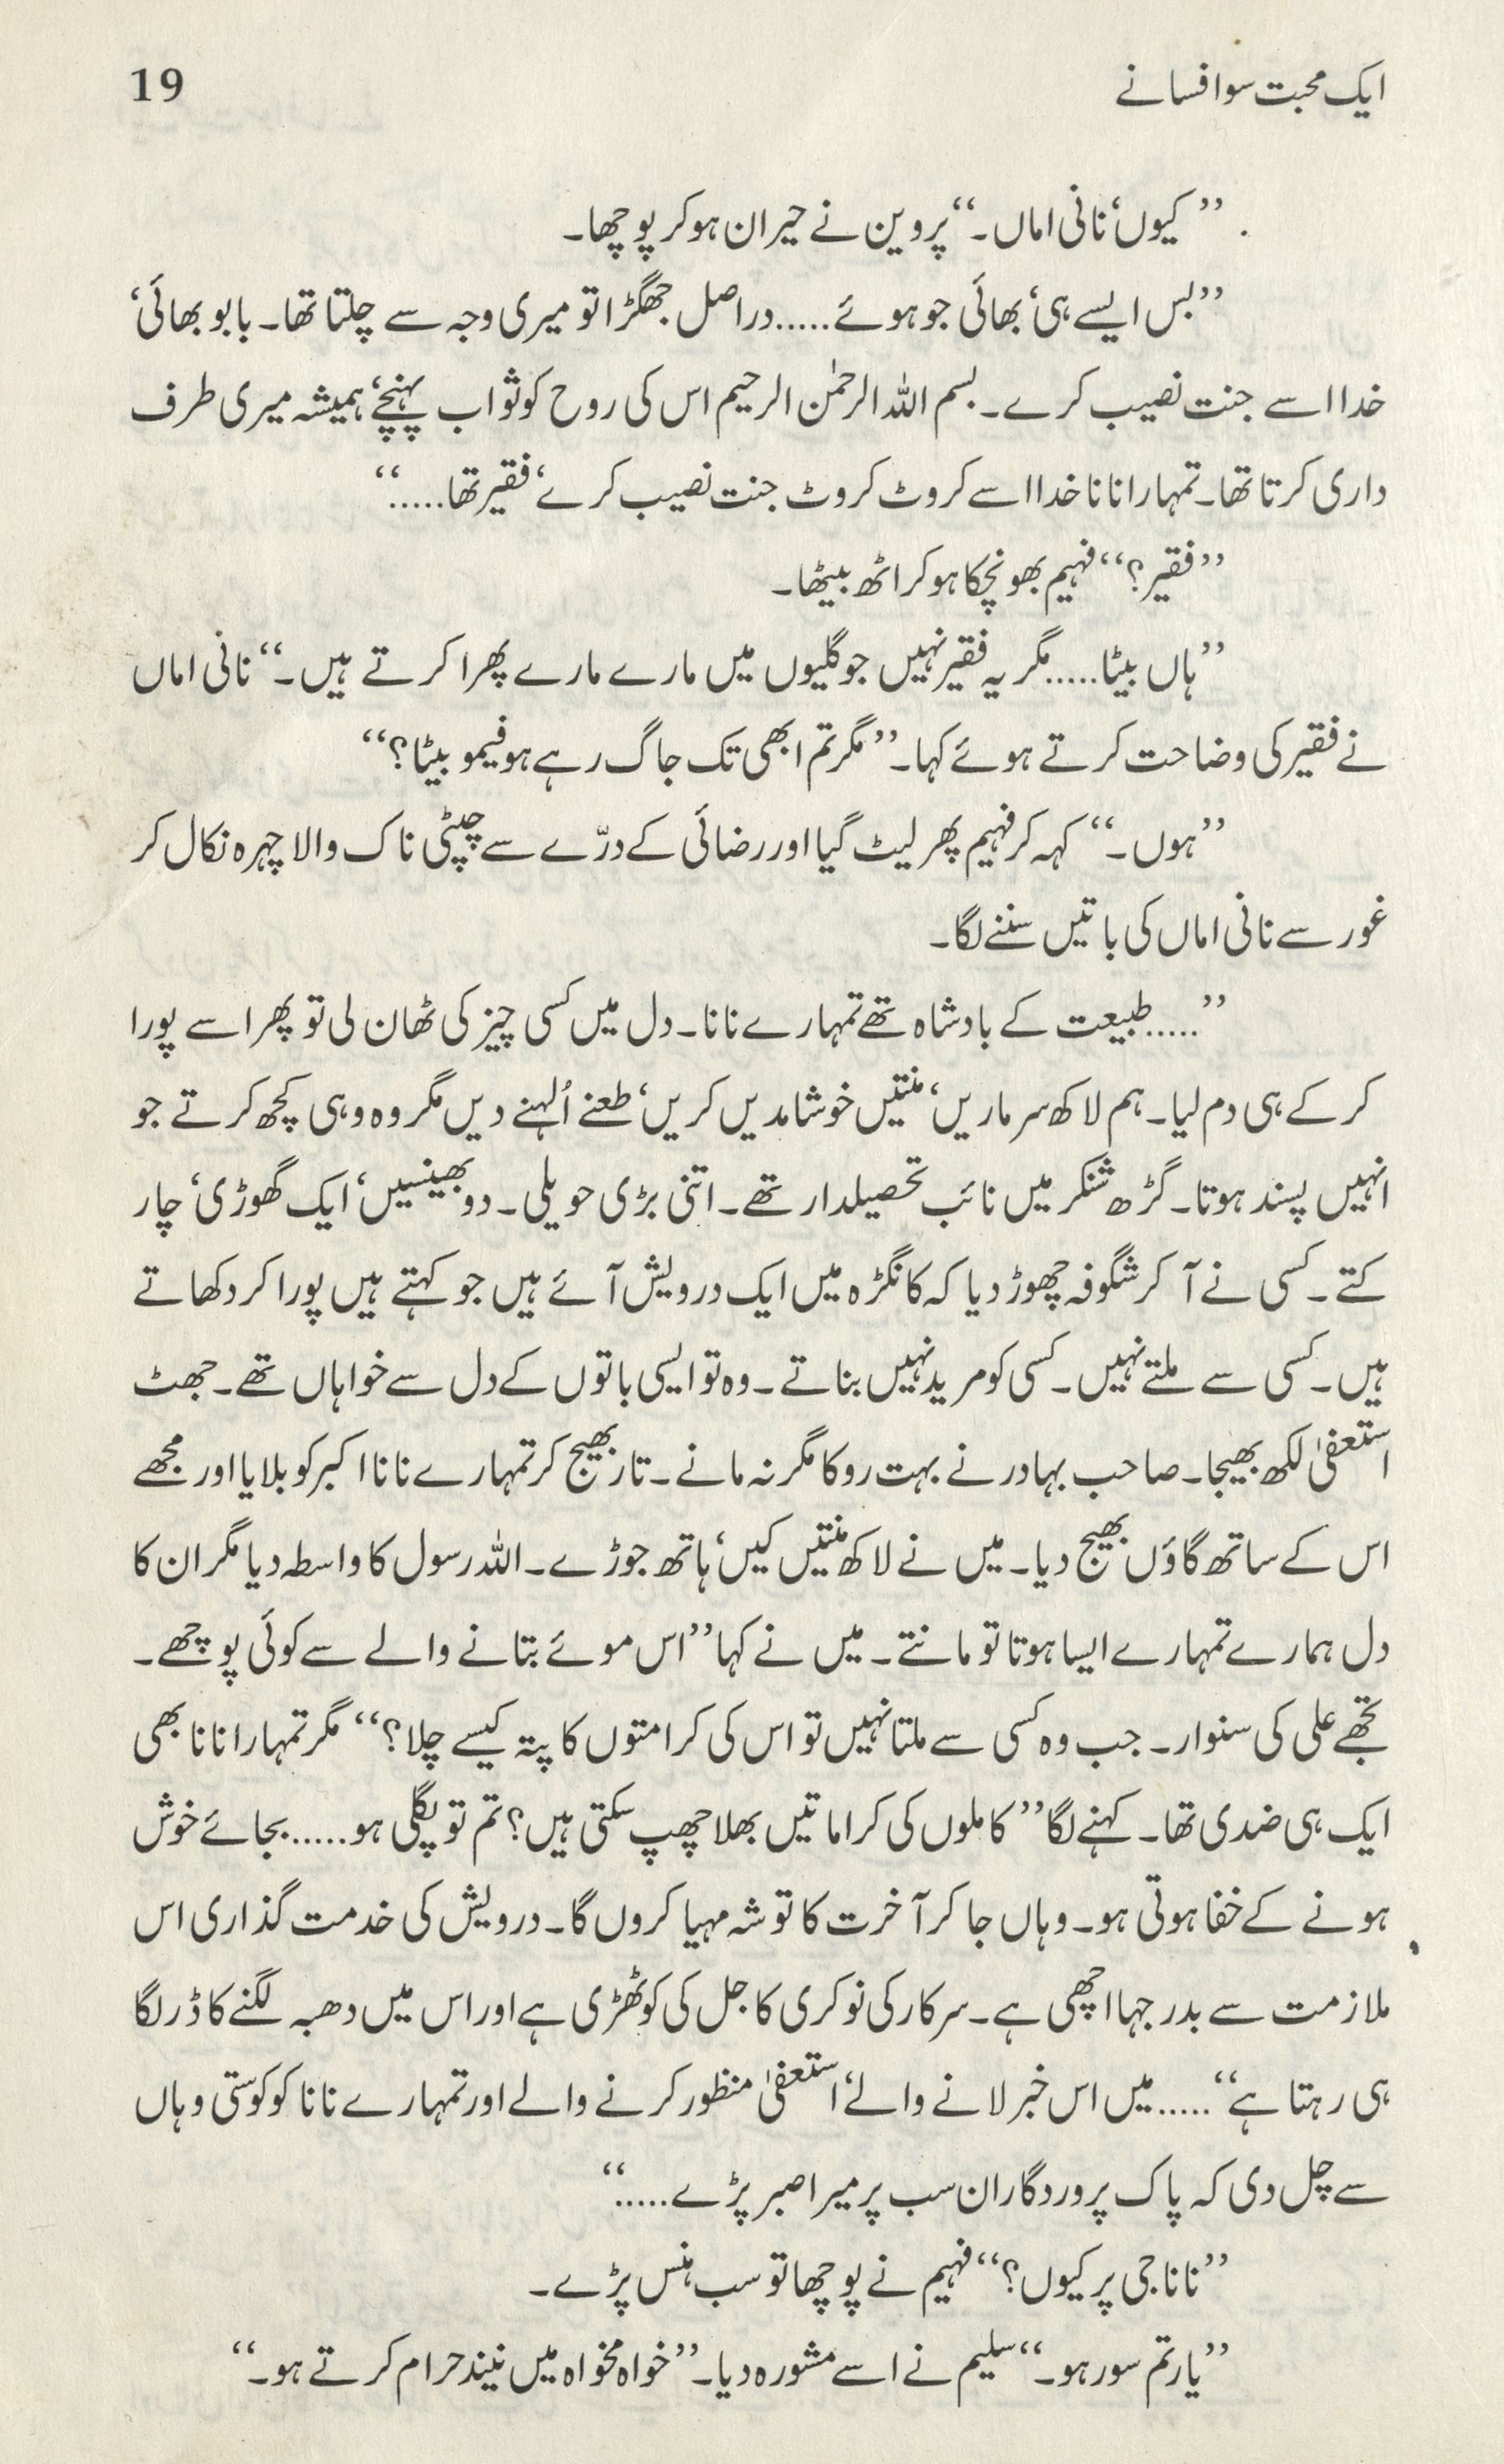 ایک محبت سو افسانے
19
”کیوں‘ نانی اماں۔“ پروین نے حیران ہوکر پوچھا۔
”بس ایسے ہی‘ بھائی جو ہوئے.....دراصل جھگڑا تو میری وجہ سے چلتا تھا۔ بابو بھائی‘
خدا اسے جنت نصیب کرے۔ بسم اللہ الرحمٰن الرحیم اس کی روح کو ثواب پہنچے‘ ہمیشہ میری طرف
داری کرتا تھا۔ تمہارا نانا خدا اسے کروٹ کروٹ جنت نصیب کرے‘ فقیر تھا.....“
”فقیر؟“ فہیم بھونچکا ہوکر اٹھ بیٹھا۔
”ہاں بیٹا.....مگر یہ فقیر نہیں جو گلیوں میں مارے مارے پھرا کرتے ہیں۔“ نانی اماں
نے فقیر کی وضاحت کرتے ہوئے کہا۔ ”مگر تم ابھی تک جاگ رہے ہو فیمو بیٹا؟“
”ہوں۔“ کہہ کر فہیم پھر لیٹ گیا اور رضائی کے درّے سے چپٹی ناک والا چہرہ نکال کر
غور سے نانی اماں کی باتیں سننے لگا۔
”.....طبیعت کے بادشاہ تھے تمہارے نانا۔ دل میں کسی چیز کی ٹھان لی تو پھر اسے پورا
کرکے ہی دم لیا۔ ہم لاکھ سر ماریں‘ منتیں خوشامدیں کریں‘ طعنے اُلہنے دیں مگر وہ وہی کچھ کرتے جو
انہیں پسند ہوتا۔ گڑھ شنکر میں نائب تحصیلدار تھے۔ اتنی بڑی حویلی۔ دو بھینسیں‘ ایک گھوڑی‘ چار
کتے۔ کسی نے آ کر شگوفہ چھوڑ دیا کہ کانگڑہ میں ایک درویش آئے ہیں جو کہتے ہیں پورا کر دکھاتے
ہیں۔ کسی سے ملتے نہیں۔ کسی کو مرید نہیں بناتے۔ وہ تو ایسی باتوں کے دل سے خواہاں تھے۔ جھٹ
استعفیٰ لکھ بھیجا۔ صاحب بہادر نے بہت روکا مگر نہ مانے۔ تار بھیج کر تمہارے نانا اکبر کو بلایا اور مجھے
اس کے ساتھ گاؤں بھیج دیا۔ میں نے لاکھ منتیں کیں‘ ہاتھ جوڑے۔ اللہ رسول کا واسطہ دیا مگر ان کا
دل ہمارے تمہارے ایسا ہوتا تو مانتے۔ میں نے کہا ”اس موئے بتانے والے سے کوئی پوچھے۔
تجھے علی کی سنوار۔ جب وہ کسی سے ملتا نہیں تو اس کی کرامتوں کا پتہ کیسے چلا؟“ مگر تمہارا نانا بھی
ایک ہی ضدی تھا۔ کہنے لگا ”کاملوں کی کراماتیں بھلا چھپ سکتی ہیں؟ تم تو پگلی ہو.....بجائے خوش
ہونے کے خفا ہوتی ہو۔ وہاں جا کر آخرت کا توشہ مہیا کروں گا۔ درویش کی خدمت گذاری اس
ملازمت سے بدرجہا اچھی ہے۔ سرکار کی نوکری کاجل کی کوٹھڑی ہے اور اس میں دھبہ لگنے کا ڈر لگا
ہی رہتا ہے“.....میں اس خبر لانے والے‘ استعفیٰ منظور کرنے والے اور تمہارے نانا کو کوستی وہاں
سے چل دی کہ پاک پروردگار ان سب پر میرا صبر پڑے.....“
”نانا جی پر کیوں؟“ فہیم نے پوچھا تو سب ہنس پڑے۔
”یار تم سو رہو۔“ سلیم نے اسے مشورہ دیا۔ ”خواہ مخواہ میں نیند حرام کرتے ہو۔“